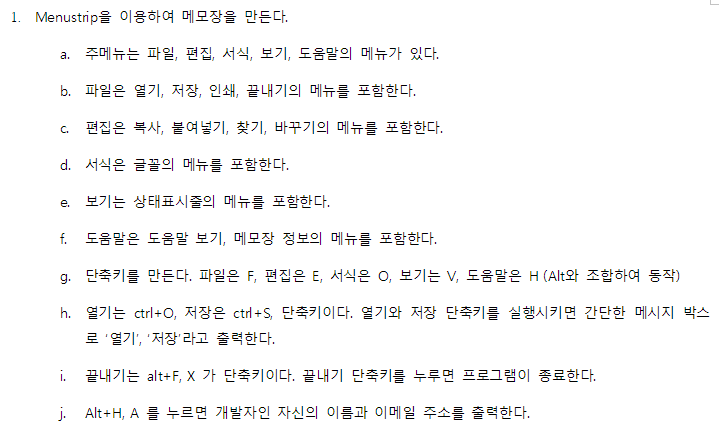 1. Menustrip을 이용하여 메모장을 만든다.
a. 주메뉴는 파일, 편집, 서식, 보기, 도움말의 메뉴가 있다.
b. 파일은 열기, 저장, 인쇄, 끝내기의 메뉴를 포함한다.
c. 편집은 복사, 붙여넣기, 찾기, 바꾸기의 메뉴를 포함한다.
d. 서식은 글꼴의 메뉴를 포함한다.
e. 보기는 상태표시줄의 메뉴를 포함한다.
f. 도움말은 도움말 보기, 메모장 정보의 메뉴를 포함한다.
g. 단축키를 만든다. 파일은 F, 편집은 E, 서식은 O, 보기는 V, 도움말은 H (Alt와 조합하여 동작)
h. 열기는 ctrl+O, 저장은 ctrl+S, 단축키이다. 열기와 저장 단축키를 실행시키면 간단한 메시지 박스
로 '열기', '저장'라고 출력한다.
i. 끝내기는 alt+F, X 가 단축키이다. 끝내기 단축키를 누루면 프로그램이 종료한다.
j. Alt+H, A 를 누르면 개발자인 자신의 이름과 이메일 주소를 출력한다.